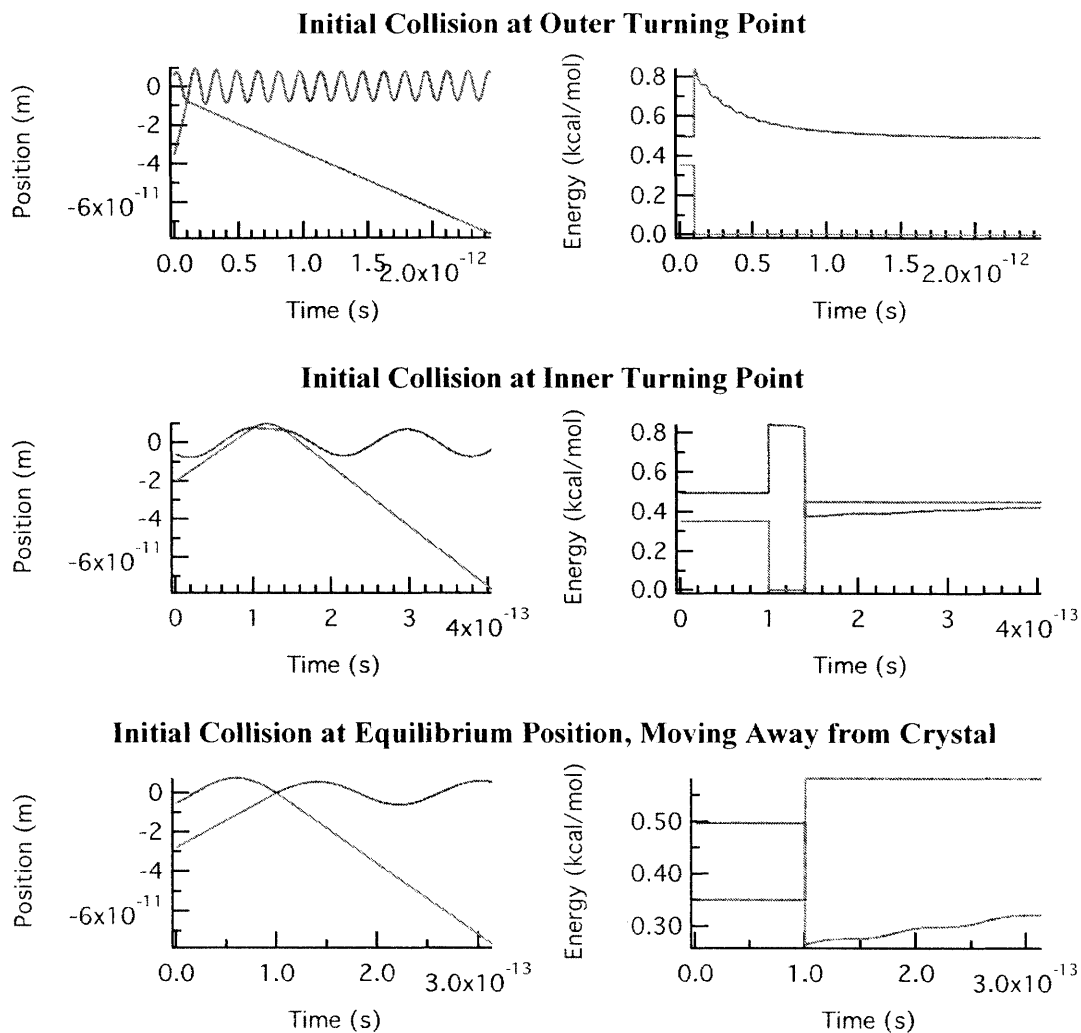 Initial Collision at Outer Turning Point
Position (m)
0
-2
-4
-6x10⁻¹¹
0.0 0.5 1.0 1.5 2.0x10⁻¹²
Time (s)
Energy (kcal/mol)
0.8
0.6
0.4
0.2
0.0
0.0 0.5 1.0 1.5 2.0x10⁻¹²
Time (s)
Initial Collision at Inner Turning Point
Position (m)
0
-2
-4
-6x10⁻¹¹
0 1 2 3 4x10⁻¹³
Time (s)
Energy (kcal/mol)
0.8
0.6
0.4
0.2
0.0
0 1 2 3 4x10⁻¹³
Time (s)
Initial Collision at Equilibrium Position, Moving Away from Crystal
Position (m)
0
-2
-4
-6x10⁻¹¹
0.0 1.0 2.0 3.0x10⁻¹³
Time (s)
Energy (kcal/mol)
0.50
0.40
0.30
0.0 1.0 2.0 3.0x10⁻¹³
Time (s)